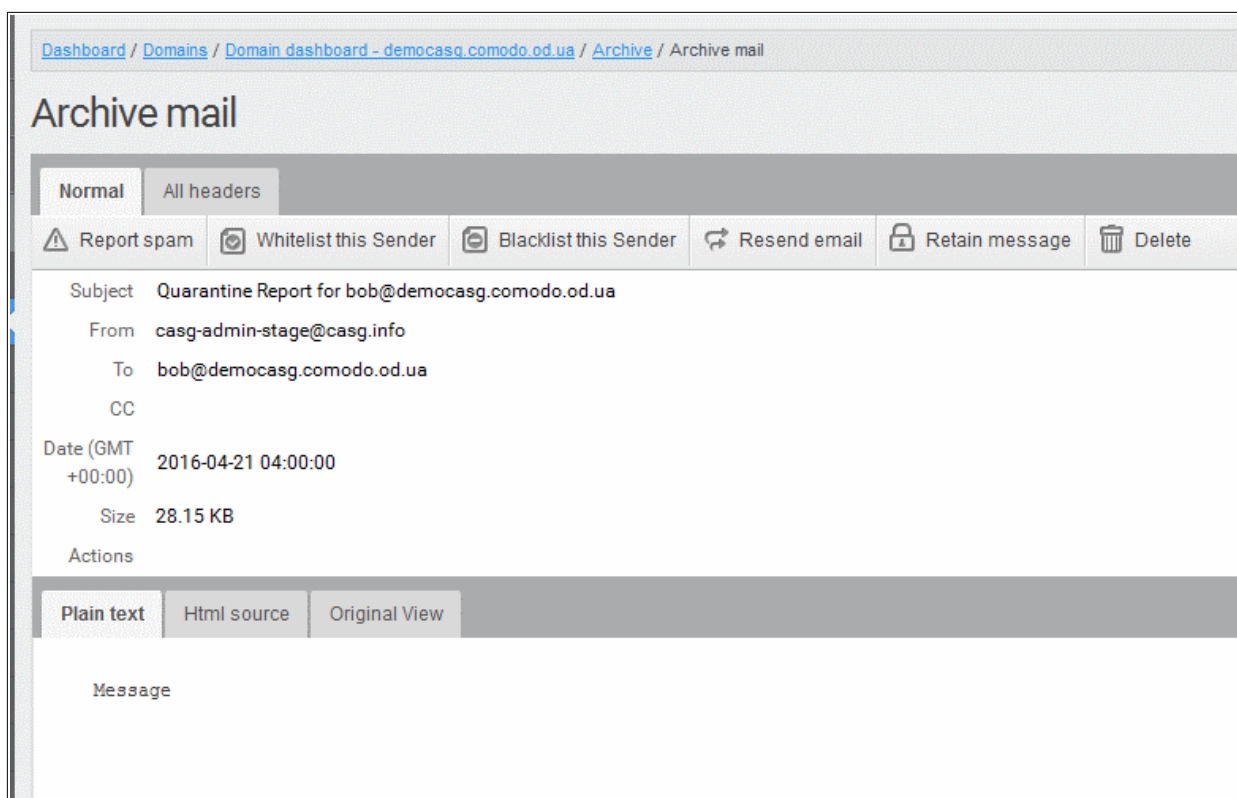 Dashboard / Domains / Domain dashboard - democasg.comodo.od.ua / Archive / Archive mail
Archive mail
Normal All headers
Report spam Whitelist this Sender Blacklist this Sender Resend email Retain message Delete
Subject Quarantine Report for bob@democasg.comodo.od.ua
From casg-admin-stage@casg.info
To bob@democasg.comodo.od.ua
CC
Date (GMT
+00:00) 2016-04-21 04:00:00
Size 28.15 KB
Actions
Plain text Html source Original View
Message